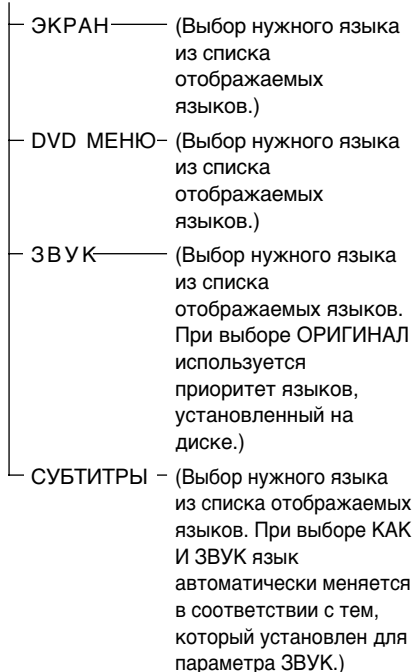 ЭКРАН (Выбор нужного языка
из списка
отображаемых
языков.)
DVD МЕНЮ (Выбор нужного языка
из списка
отображаемых
языков.)
ЗВУК (Выбор нужного языка
из списка
отображаемых языков.
При выборе ОРИГИНАЛ
используется
приоритет языков,
установленный на
диске.)
СУБТИТРЫ (Выбор нужного языка
из списка отображаемых
языков. При выборе КАК
И ЗВУК язык
автоматически меняется
в соответствии с тем,
который установлен для
параметра ЗВУК.)